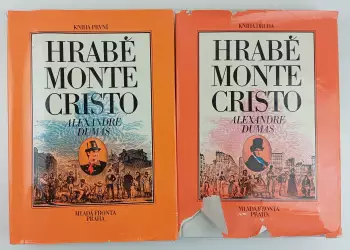 KNIHA PRVNÍ
HRABĚ
MONTE
CRISTO
ALEXANDRE
DUMAS
MLADÁ FRONTA
PRAHA
KNIHA DRUHÁ
HRABĚ
MONTE
CRISTO
ALEXANDRE
DUMAS
MLADÁ FRONTA
PRAHA